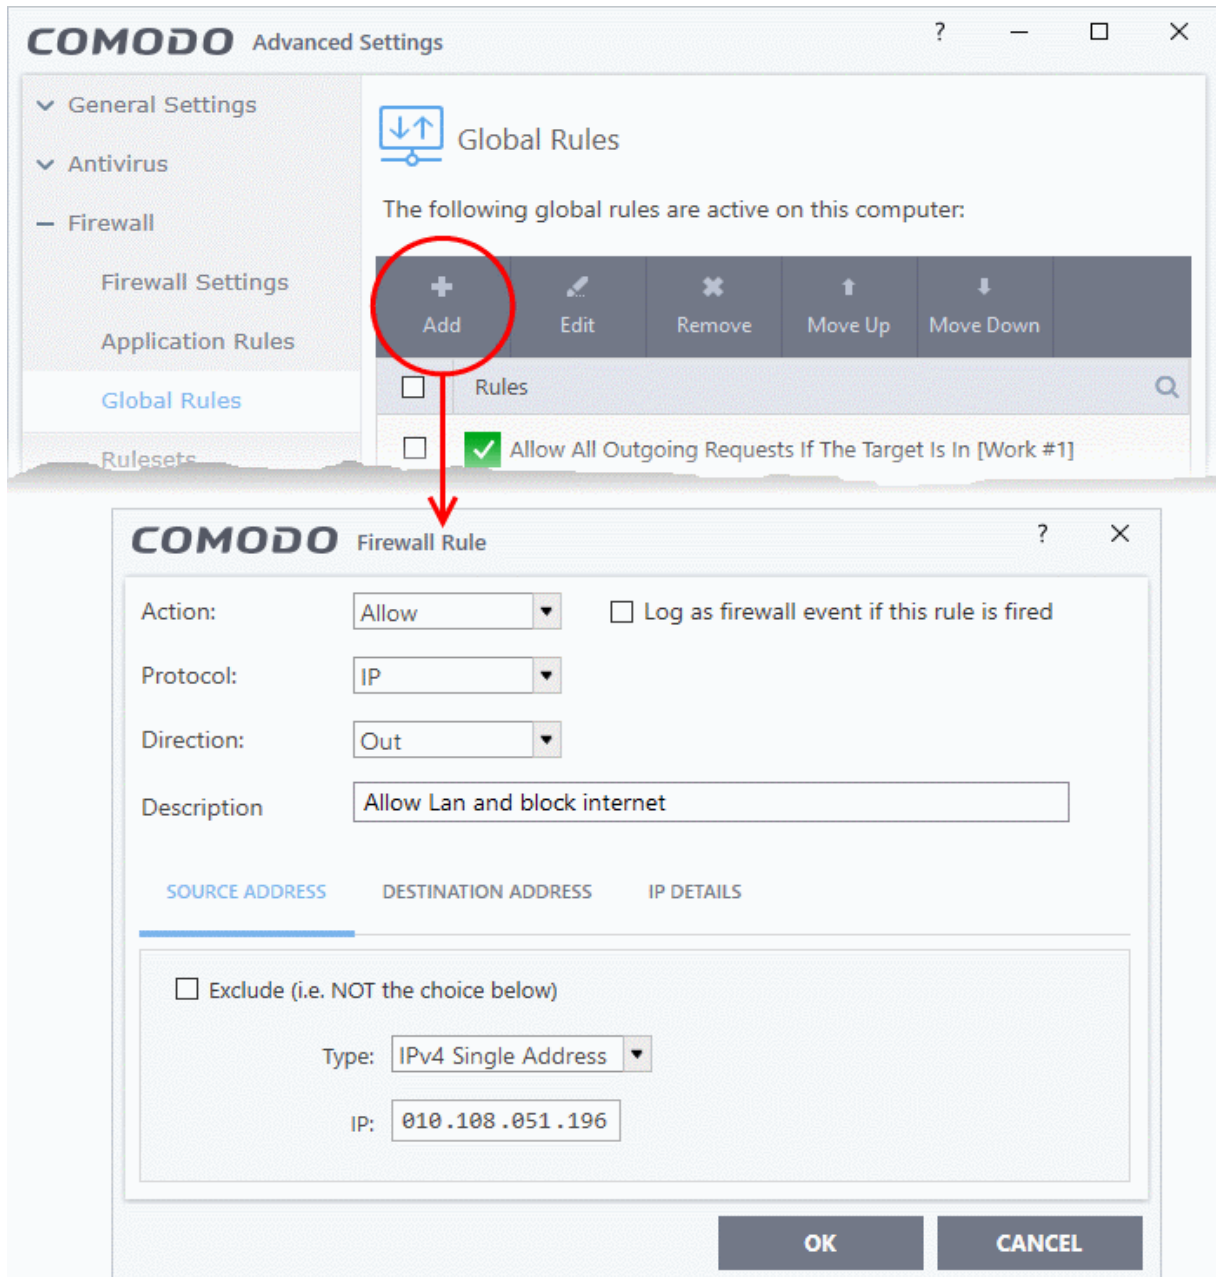 COMODO Advanced Settings ?
General Settings
Antivirus
Firewall
Firewall Settings
Application Rules
Global Rules
Rulesets
Global Rules
The following global rules are active on this computer:
Add Edit Remove Move Up Move Down
Rules
Allow All Outgoing Requests If The Target Is In [Work #1]
COMODO Firewall Rule ?
Action: Allow Log as firewall event if this rule is fired
Protocol: IP
Direction: Out
Description Allow Lan and block internet
SOURCE ADDRESS DESTINATION ADDRESS IP DETAILS
Exclude (i.e. NOT the choice below)
Type: IPv4 Single Address
IP: 010.108.051.196
OK CANCEL